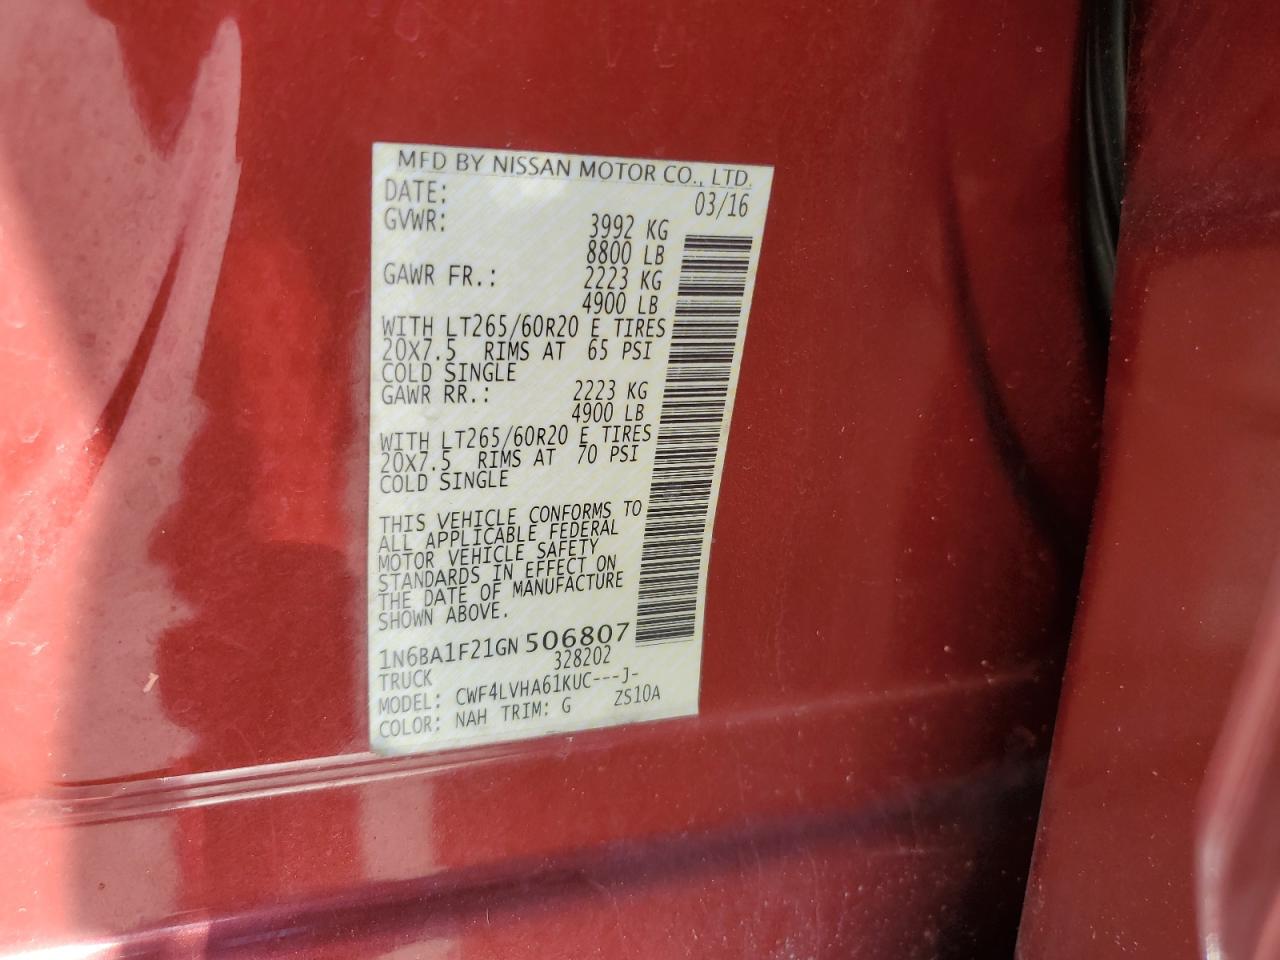 MFD BY NISSAN MOTOR CO., LTD.
DATE: 03/16
GVWR: 3992 KG
8800 LB
GAWR FR.: 2223 KG
4900 LB
WITH LT265/60R20 E TIRES
20X7.5 RIMS AT 65 PSI
COLD SINGLE
GAWR RR.: 2223 KG
4900 LB
WITH LT265/60R20 E TIRES
20X7.5 RIMS AT 70 PSI
COLD SINGLE
THIS VEHICLE CONFORMS TO
ALL APPLICABLE FEDERAL
MOTOR VEHICLE SAFETY
STANDARDS IN EFFECT ON
THE DATE OF MANUFACTURE
SHOWN ABOVE.
1N6BA1F21GN506807
328202
TRUCK
MODEL: CWF4LVHA61KUC---J-
COLOR: NAH TRIM: G ZS10A